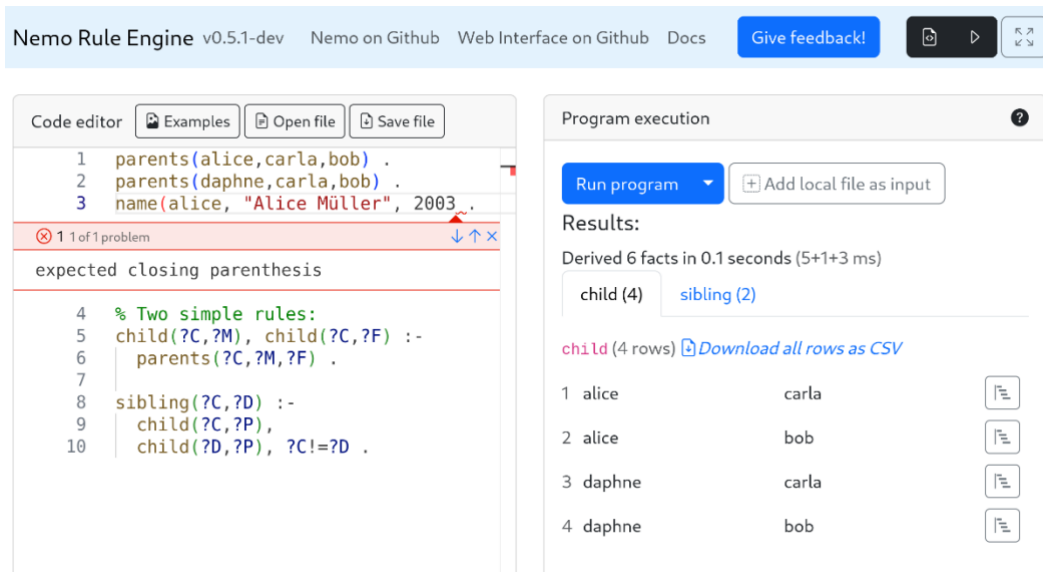 Nemo Rule Engine v0.5.1-dev Nemo on Github Web Interface on Github Docs Give feedback!
Code editor Examples Open file Save file
1 parents(alice,carla,bob) .
2 parents(daphne,carla,bob) .
3 name(alice, "Alice Müller", 2003 .
1 1 of 1 problem
expected closing parenthesis
4 % Two simple rules:
5 child(?C,?M), child(?C,?F) :-
6 parents(?C,?M,?F) .
7
8 sibling(?C,?D) :-
9 child(?C,?P),
10 child(?D,?P), ?C!=?D .
Program execution
Run program Add local file as input
Results:
Derived 6 facts in 0.1 seconds (5+1+3 ms)
child (4) sibling (2)
child (4 rows) Download all rows as CSV
1 alice carla
2 alice bob
3 daphne carla
4 daphne bob